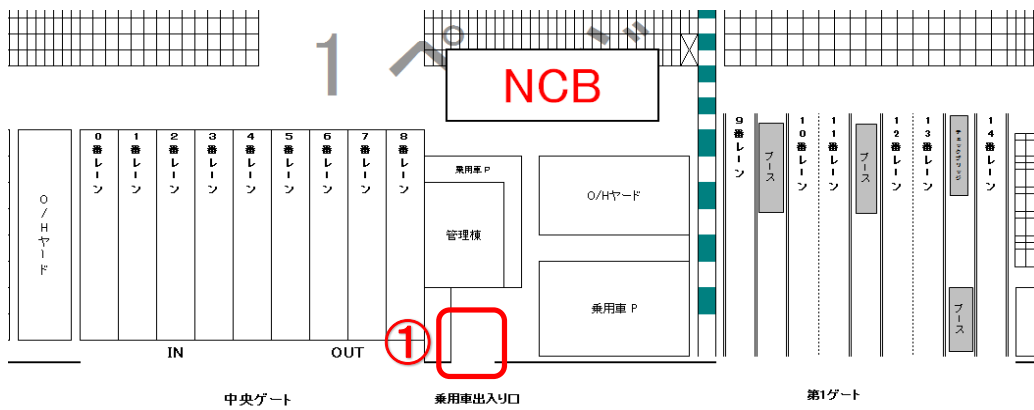 1 ペ ド
NCB
0番レーン
1番レーン
2番レーン
3番レーン
4番レーン
5番レーン
6番レーン
7番レーン
8番レーン
9番レーン
ブース
10番レーン
11番レーン
ブース
12番レーン
13番レーン
14番レーン
ブース
O/Hヤード
乗用車 P
管理棟
O/Hヤード
乗用車 P
①
IN
OUT
中央ゲート
乗用車出入り口
第1ゲート